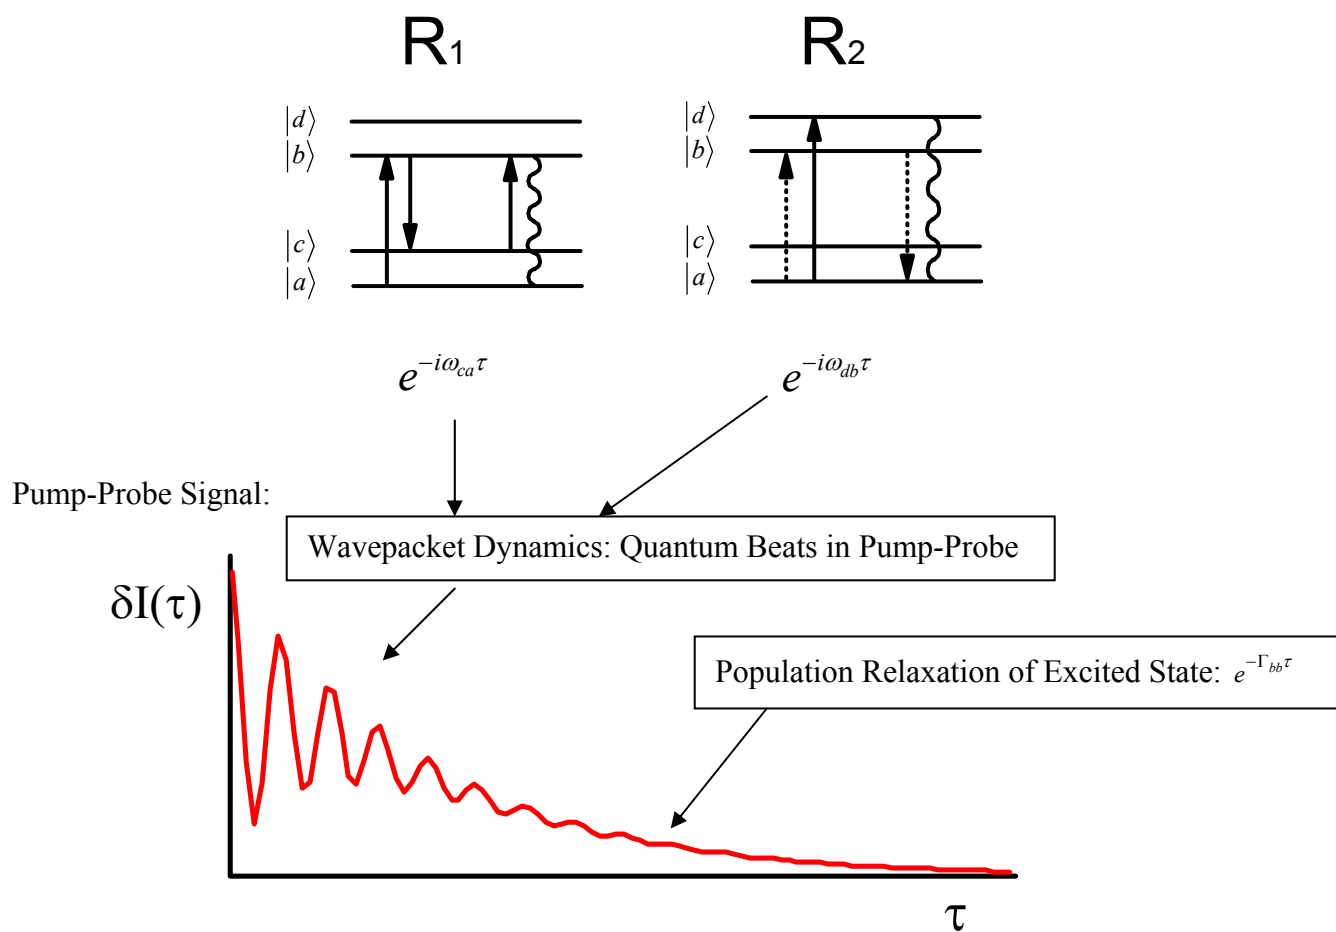 R₁ R₂
|d⟩ |d⟩
|b⟩ |b⟩
|c⟩ |c⟩
|a⟩ |a⟩
e^{−iω_{ca}τ} e^{−iω_{db}τ}
Pump-Probe Signal:
Wavepacket Dynamics: Quantum Beats in Pump-Probe
δI(τ)
Population Relaxation of Excited State: e^{−Γ_{bb}τ}
τ